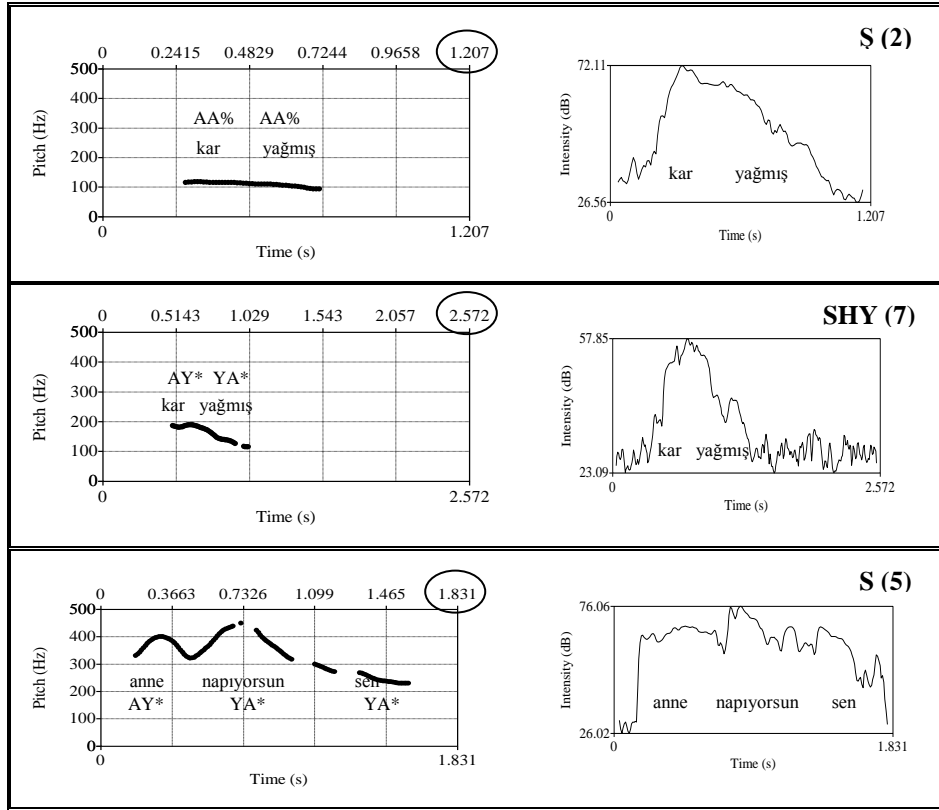 Ş (2)
0 0.2415 0.4829 0.7244 0.9658 1.207
500
400
300
200
100
0
Pitch (Hz)
AA% AA%
kar yağmış
0 1.207
Time (s)
72.11
26.56
Intensity (dB)
kar yağmış
0 1.207
Time (s)
SHY (7)
0 0.5143 1.029 1.543 2.057 2.572
500
400
300
200
100
0
Pitch (Hz)
AY* YA*
kar yağmış
0 2.572
Time (s)
57.85
23.09
Intensity (dB)
kar yağmış
0 2.572
Time (s)
S (5)
0 0.3663 0.7326 1.099 1.465 1.831
500
400
300
200
100
0
Pitch (Hz)
anne napıyorsun sen
AY* YA* YA*
0 1.831
Time (s)
76.06
26.02
Intensity (dB)
anne napıyorsun sen
0 1.831
Time (s)